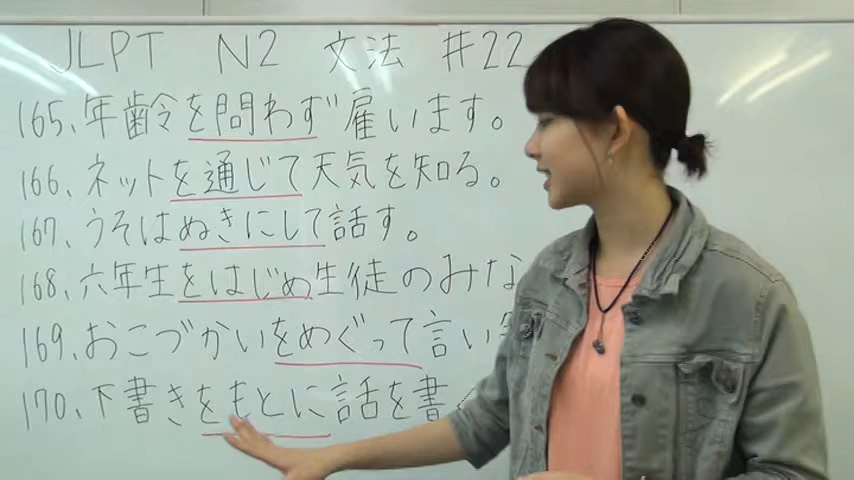 JLPT N2 文法 #22
165、年齢を問わず雇います。
166、ネットを通じて天気を知る。
167、うそはぬきにして話す。
168、六年生をはじめ生徒のみな
169、おこづかいをめぐって言い
170、下書きをもとに話を書く